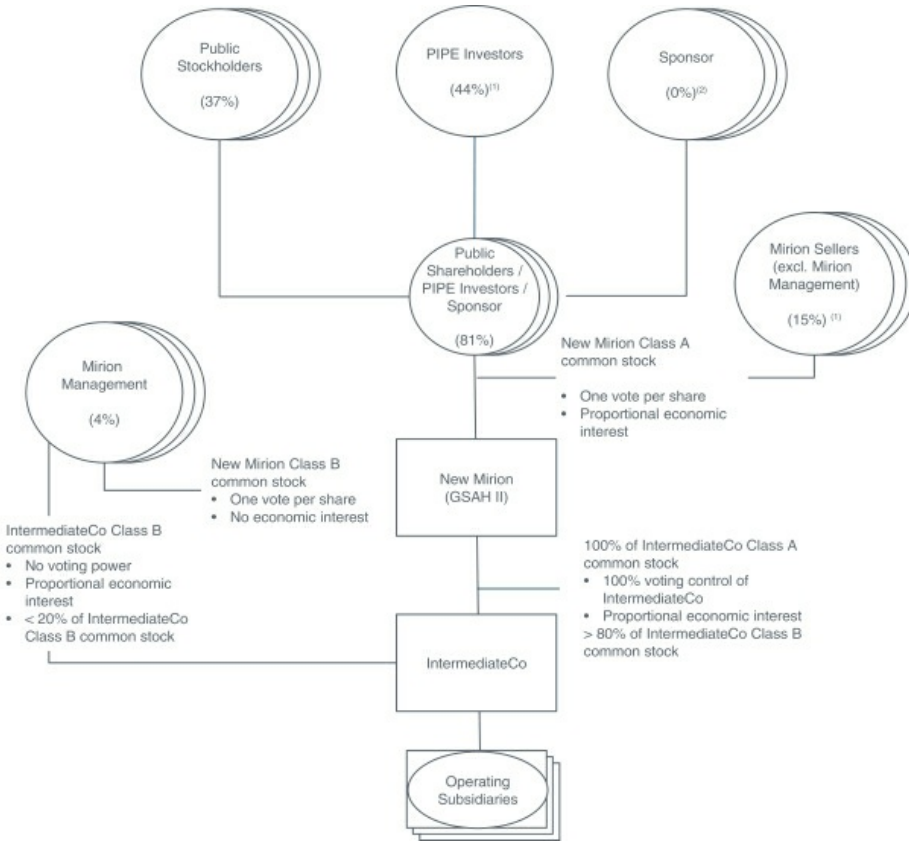 Public
Stockholders
(37%)
PIPE Investors
(44%)(1)
Sponsor
(0%)(2)
Public
Shareholders /
PIPE Investors /
Sponsor
(81%)
Mirion Sellers
(excl. Mirion
Management)
(15%) (1)
New Mirion Class A
common stock
• One vote per share
• Proportional economic
interest
Mirion
Management
(4%)
New Mirion Class B
common stock
• One vote per share
• No economic interest
New Mirion
(GSAH II)
IntermediateCo Class B
common stock
• No voting power
• Proportional economic
interest
• < 20% of IntermediateCo
Class B common stock
100% of IntermediateCo Class A
common stock
• 100% voting control of
IntermediateCo
• Proportional economic interest
> 80% of IntermediateCo Class B
common stock
IntermediateCo
Operating
Subsidiaries